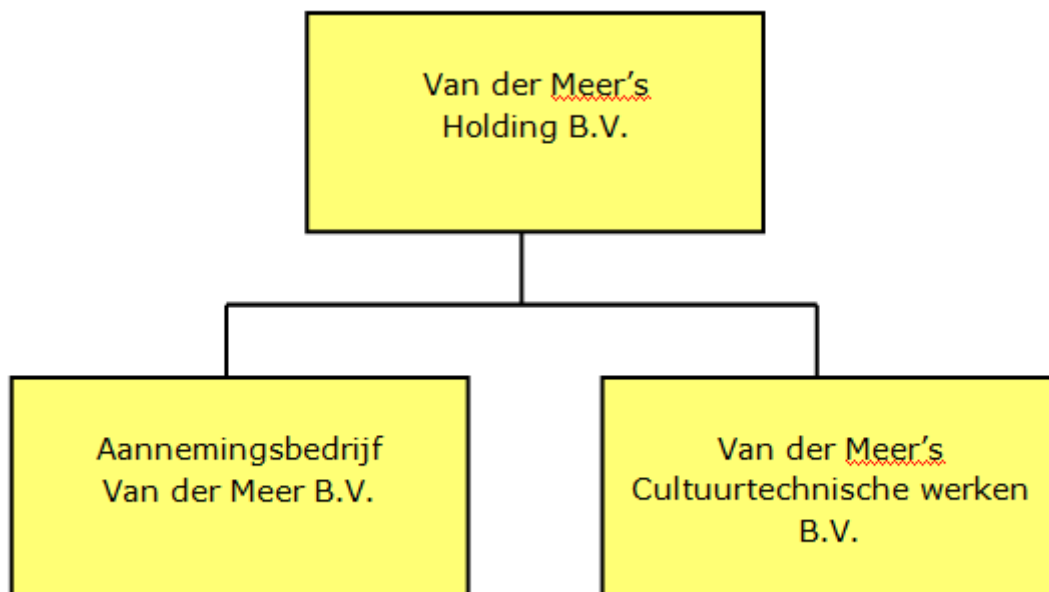 Van der Meer’s
Holding B.V.
Aannemingsbedrijf
Van der Meer B.V.
Van der Meer’s
Cultuurtechnische werken
B.V.